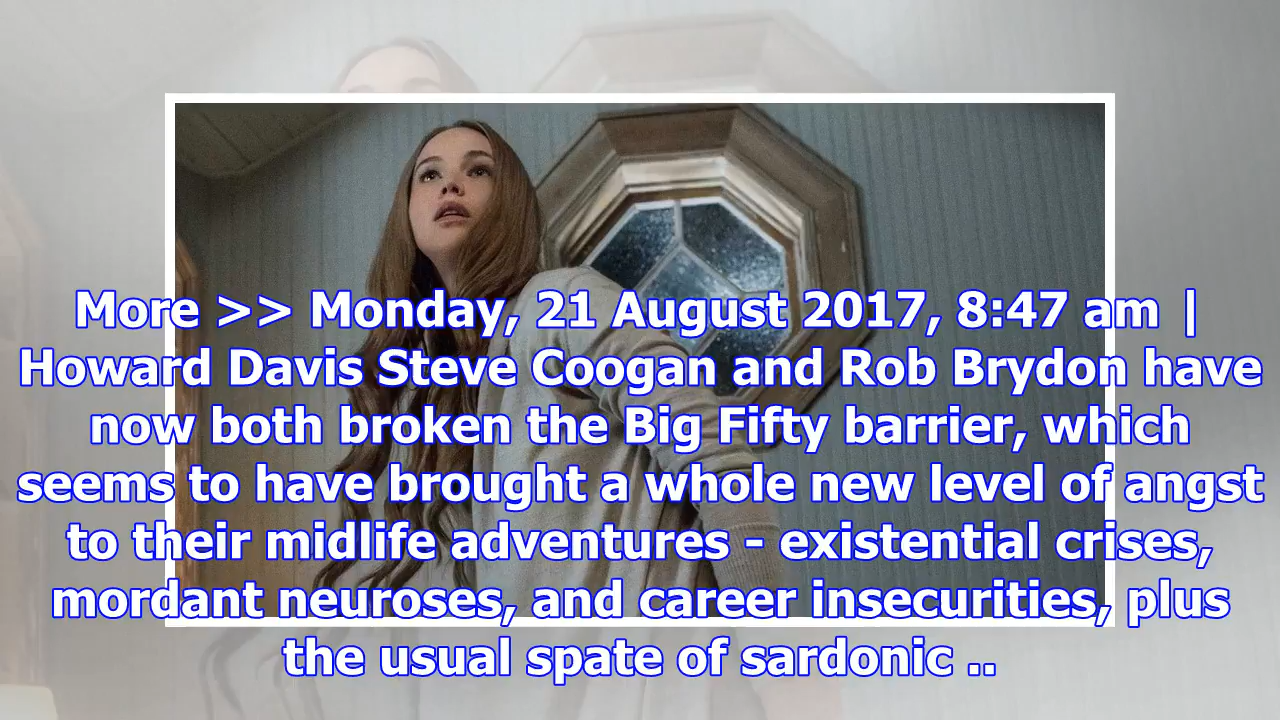 More >> Monday, 21 August 2017, 8:47 am |
Howard Davis Steve Coogan and Rob Brydon have
now both broken the Big Fifty barrier, which
seems to have brought a whole new level of angst
to their midlife adventures - existential crises,
mordant neuroses, and career insecurities, plus
the usual spate of sardonic ..